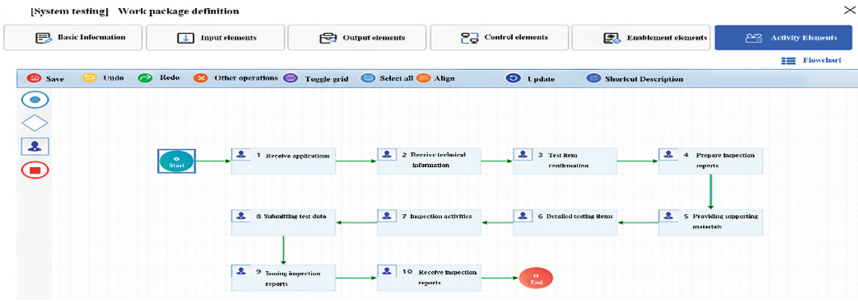 [System testing] Work package definition
Basic Information Input elements Output elements Control elements Enablement elements Activity Elements
Flowchart
Save Undo Redo Other operations Toggle grid Select all Align Update Shortcut Description
Start
1 Receive applications
2 Receive technical
information
3 Test item
confirmation
4 Prepare inspection
reports
5 Providing supporting
materials
6 Detailed testing items
7 Inspection activities
8 Submitting test data
9 Issuing inspection
reports
10 Receive inspection
reports
End